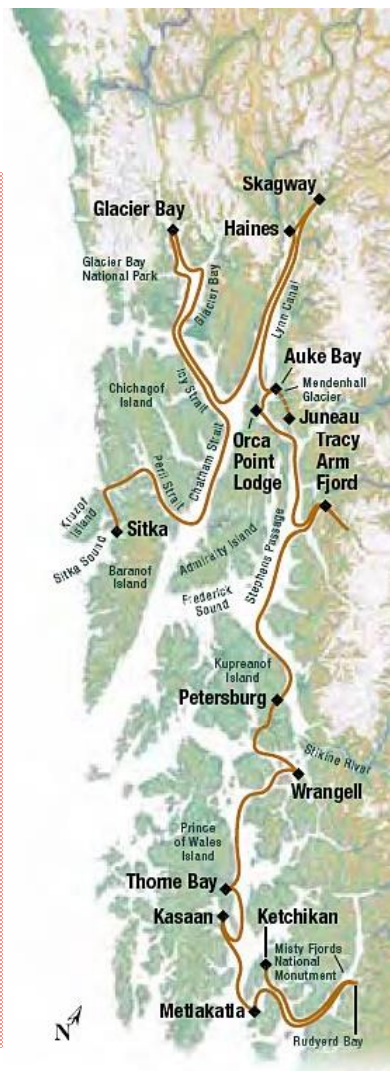 Skagway
Glacier Bay
Haines
Glacier Bay
National Park
Glacier Bay
Lynn Canal
Auke Bay
Mendenhall
Glacier
Icy Strait
Chichagof
Island
Juneau
Orca
Point
Lodge
Tracy
Arm
Fjord
Chatham Strait
Peril Strait
Kruzof
Island
Sitka
Sitka Sound
Baranof
Island
Admiralty Island
Stephens Passage
Frederick
Sound
Kupreanof
Island
Petersburg
Stikine River
Wrangell
Prince
of Wales
Island
Thorne Bay
Kasaan
Ketchikan
Misty Fjords
National
Monutment
Metlakatla
Rudyerd Bay
N